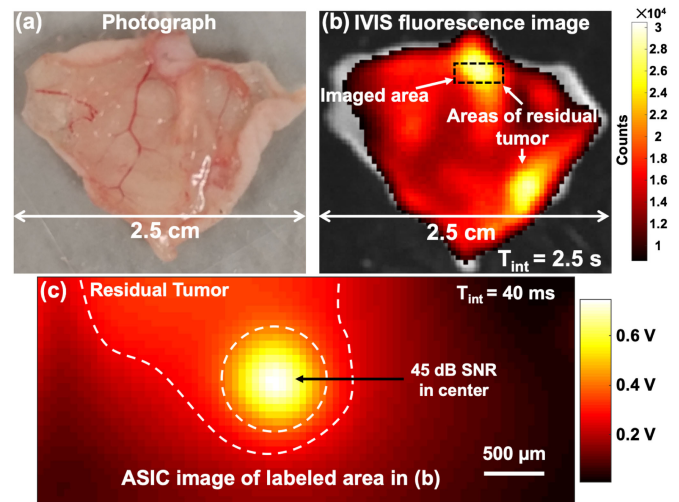 (a) Photograph
2.5 cm
(b) IVIS fluorescence image
Imaged area
Areas of residual
tumor
2.5 cm
T_int = 2.5 s
×10⁴
3
2.8
2.6
2.4
2.2
2
1.8
1.6
1.4
1.2
1
Counts
(c) Residual Tumor
T_int = 40 ms
45 dB SNR
in center
500 µm
ASIC image of labeled area in (b)
0.6 V
0.4 V
0.2 V